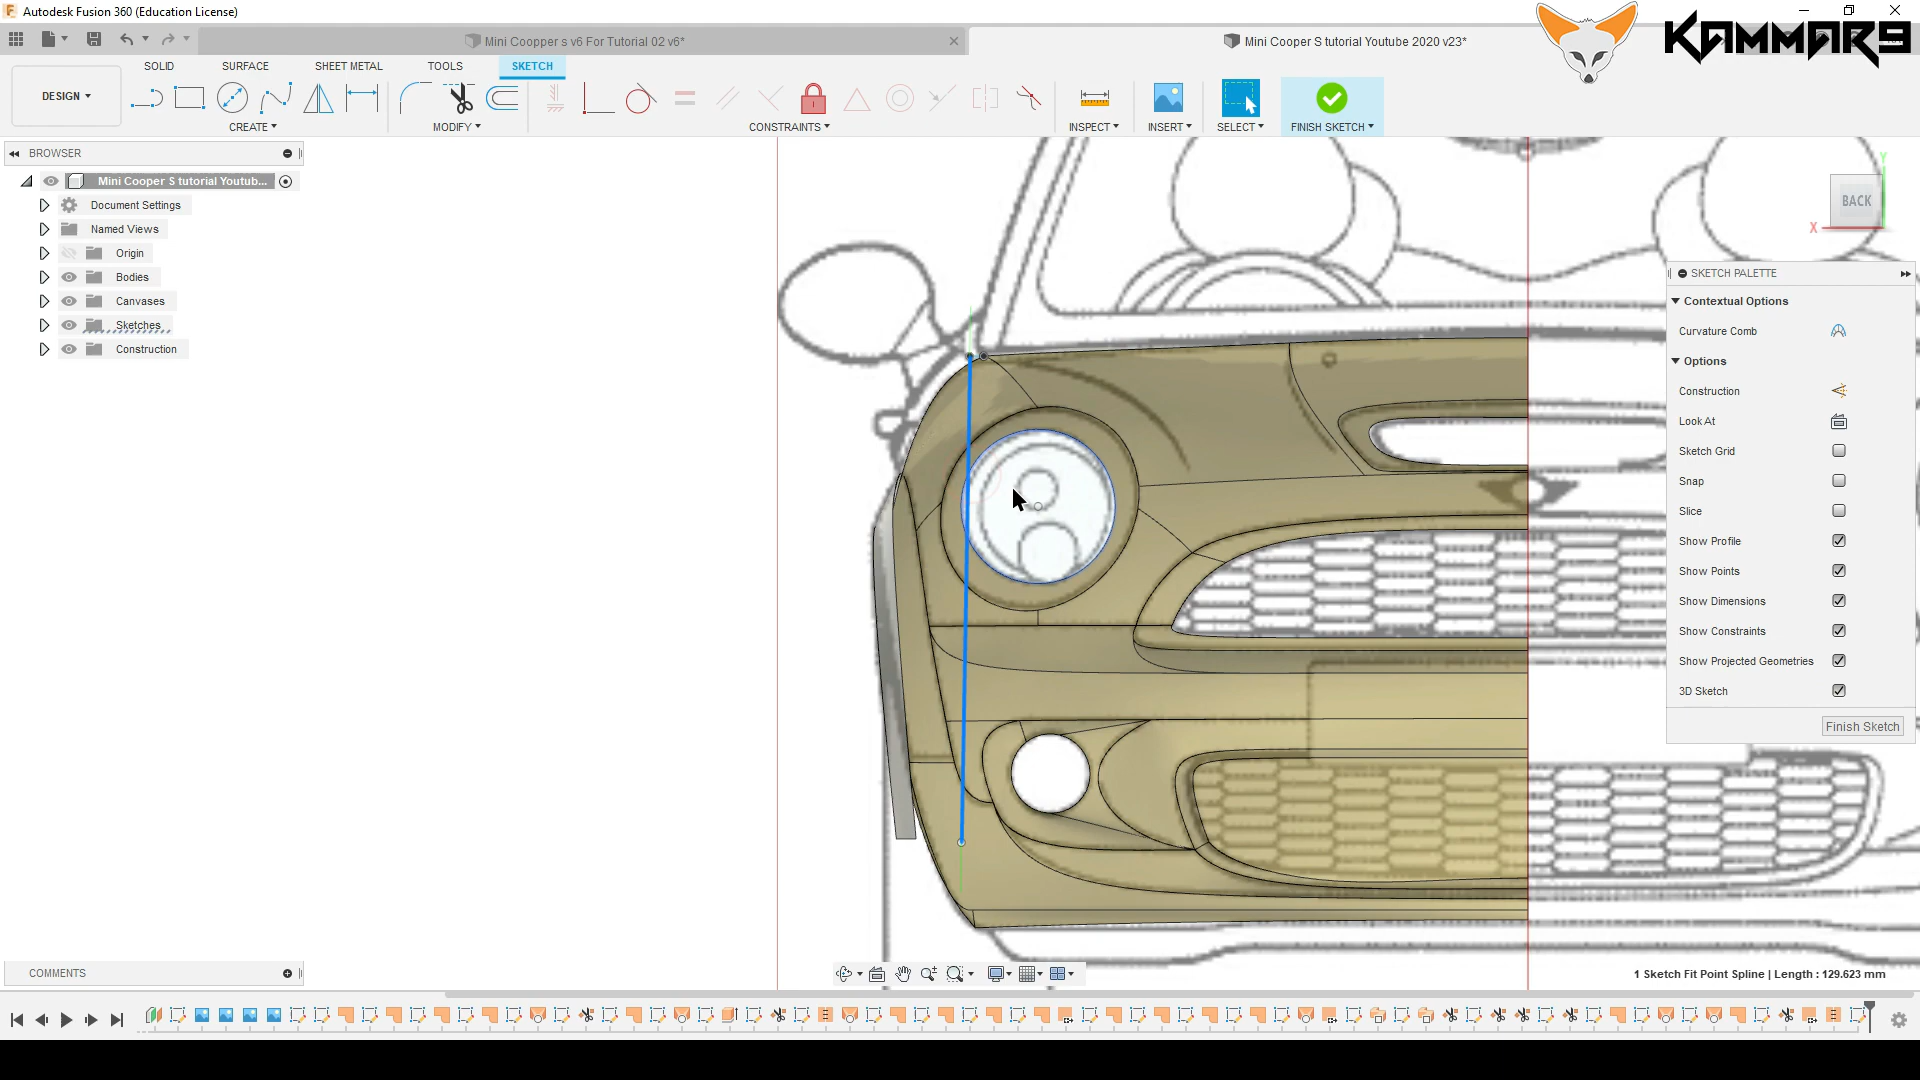 Autodesk Fusion 360 (Education License)
KAMMAR9
Mini Coopper s v6 For Tutorial 02 v6*
Mini Cooper S tutorial Youtube 2020 v23*
SOLID
SURFACE
SHEET METAL
TOOLS
SKETCH
DESIGN
CREATE
MODIFY
CONSTRAINTS
INSPECT
INSERT
SELECT
FINISH SKETCH
BROWSER
Mini Cooper S tutorial Youtub...
Document Settings
Named Views
Origin
Bodies
Canvases
Sketches
Construction
Y
BACK
X
SKETCH PALETTE
Contextual Options
Curvature Comb
Options
Construction
Look At
Sketch Grid
Snap
Slice
Show Profile
Show Points
Show Dimensions
Show Constraints
Show Projected Geometries
3D Sketch
Finish Sketch
COMMENTS
1 Sketch Fit Point Spline | Length : 129.623 mm